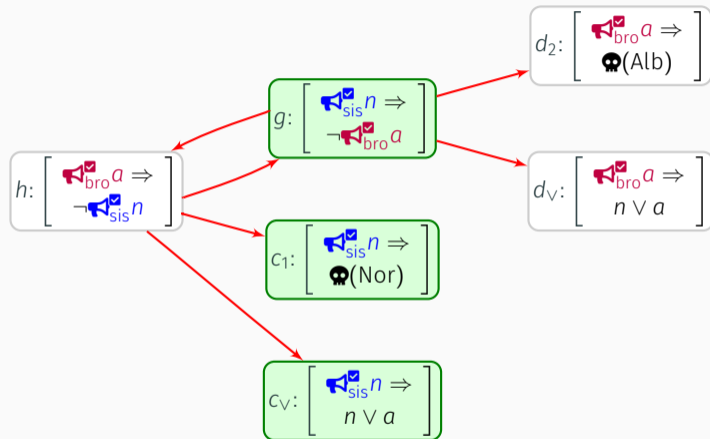 d₂: [ 📢☑bro a ⇒
☠(Alb) ]
g: [ 📢☑sis n ⇒
¬📢☑bro a ]
h: [ 📢☑bro a ⇒
¬📢☑sis n ]
d∨: [ 📢☑bro a ⇒
n ∨ a ]
c₁: [ 📢☑sis n ⇒
☠(Nor) ]
c∨: [ 📢☑sis n ⇒
n ∨ a ]